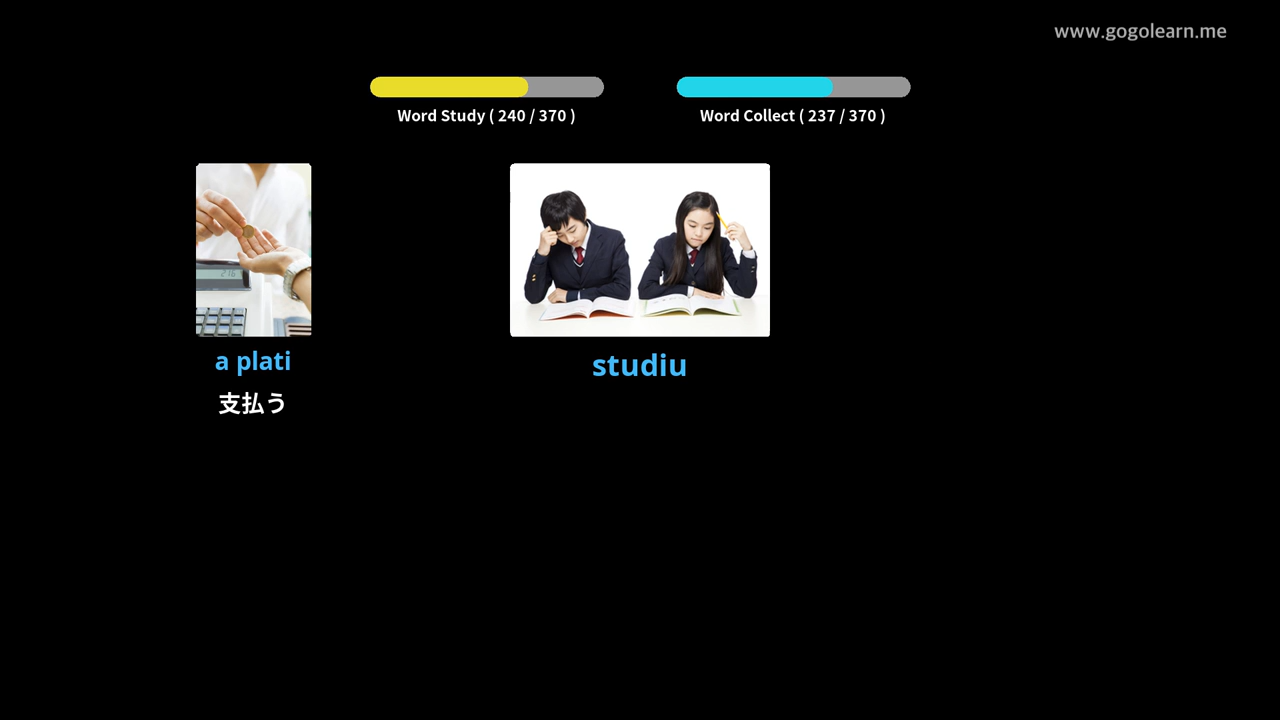 www.gogolearn.me
Word Study ( 240 / 370 )
Word Collect ( 237 / 370 )
a plati
支払う
studiu